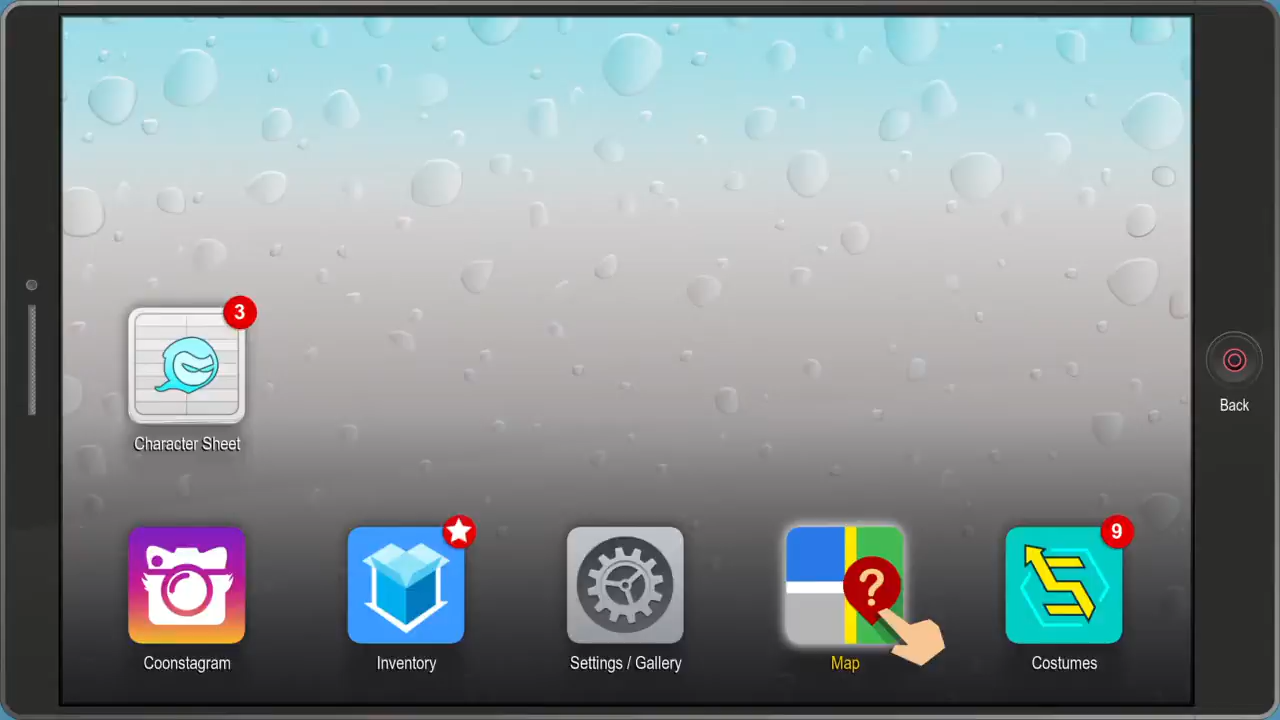 3
Character Sheet
Back
9
?
Coonstagram
Inventory
Settings / Gallery
Map
Costumes